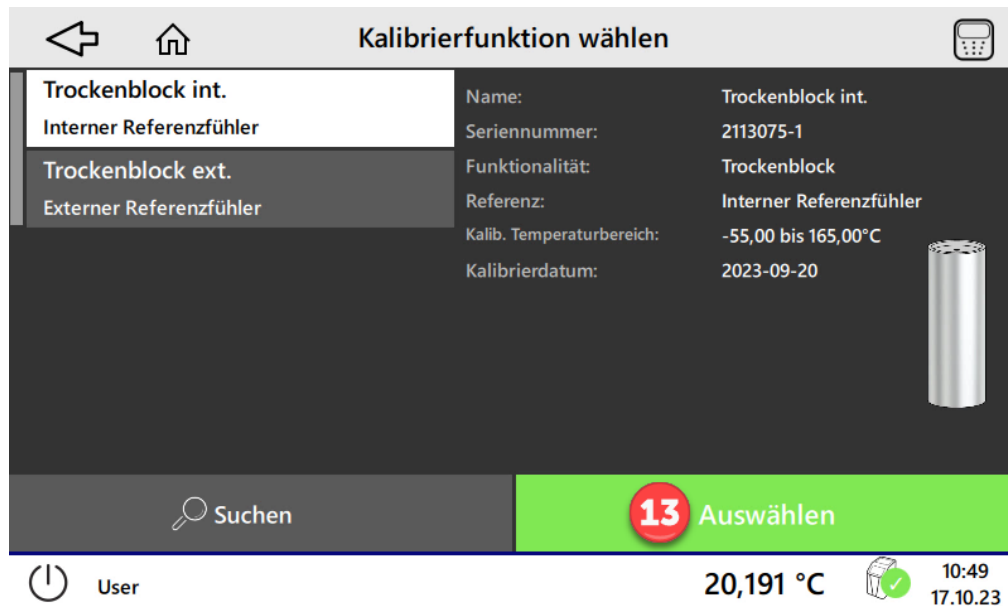 Kalibrierfunktion wählen
Trockenblock int.
Interner Referenzfühler
Trockenblock ext.
Externer Referenzfühler
Name: Trockenblock int.
Seriennummer: 2113075-1
Funktionalität: Trockenblock
Referenz: Interner Referenzfühler
Kalib. Temperaturbereich: -55,00 bis 165,00°C
Kalibrierdatum: 2023-09-20
Suchen
13 Auswählen
User
20,191 °C
10:49
17.10.23